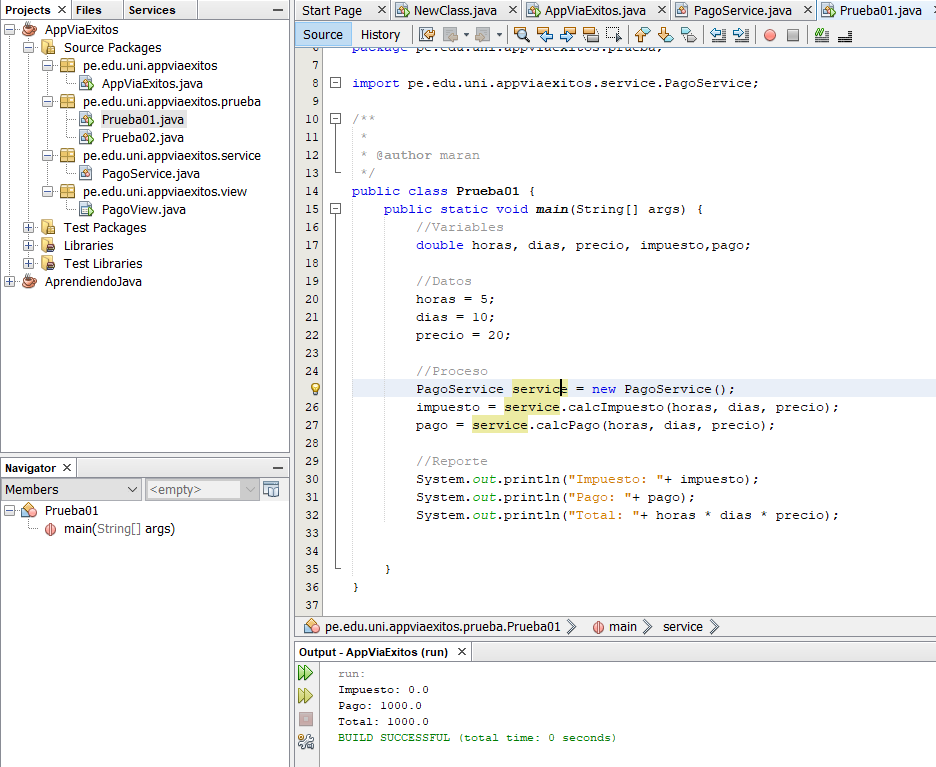 Projects × Files Services
AppViaExitos
Source Packages
pe.edu.uni.appviaexitos
AppViaExitos.java
pe.edu.uni.appviaexitos.prueba
Prueba01.java
Prueba02.java
pe.edu.uni.appviaexitos.service
PagoService.java
pe.edu.uni.appviaexitos.view
PagoView.java
Test Packages
Libraries
Test Libraries
AprendiendoJava
Navigator ×
Members <empty>
Prueba01
main(String[] args)
Start Page × NewClass.java × AppViaExitos.java × PagoService.java × Prueba01.java
Source History
6 package pe.edu.uni.appviaexitos.prueba;
7
8 import pe.edu.uni.appviaexitos.service.PagoService;
9
10 /**
11 *
12 * @author maran
13 */
14 public class Prueba01 {
15 public static void main(String[] args) {
16 //Variables
17 double horas, dias, precio, impuesto,pago;
18
19 //Datos
20 horas = 5;
21 dias = 10;
22 precio = 20;
23
24 //Proceso
PagoService service = new PagoService();
26 impuesto = service.calcImpuesto(horas, dias, precio);
27 pago = service.calcPago(horas, dias, precio);
28
29 //Reporte
30 System.out.println("Impuesto: "+ impuesto);
31 System.out.println("Pago: "+ pago);
32 System.out.println("Total: "+ horas * dias * precio);
33
34
35 }
36 }
37
pe.edu.uni.appviaexitos.prueba.Prueba01 main service
Output - AppViaExitos (run) ×
run:
Impuesto: 0.0
Pago: 1000.0
Total: 1000.0
BUILD SUCCESSFUL (total time: 0 seconds)